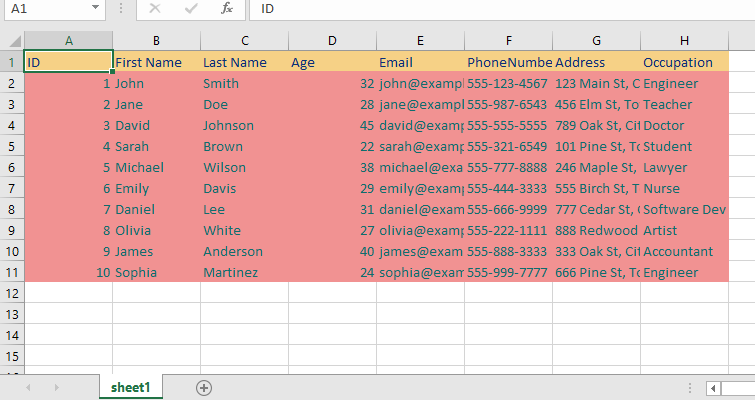 A1 fx ID
A B C D E F G H
1 ID First Name Last Name Age Email PhoneNumbe Address Occupation
2 1 John Smith 32 john@exampl 555-123-4567 123 Main St, C Engineer
3 2 Jane Doe 28 jane@exampl 555-987-6543 456 Elm St, To Teacher
4 3 David Johnson 45 david@examp 555-555-5555 789 Oak St, Cit Doctor
5 4 Sarah Brown 22 sarah@examp 555-321-6549 101 Pine St, To Student
6 5 Michael Wilson 38 michael@exa 555-777-8888 246 Maple St, Lawyer
7 6 Emily Davis 29 emily@examp 555-444-3333 555 Birch St, T Nurse
8 7 Daniel Lee 31 daniel@exam 555-666-9999 777 Cedar St, Software Dev
9 8 Olivia White 27 olivia@examp 555-222-1111 888 Redwood Artist
10 9 James Anderson 40 james@examp 555-888-3333 333 Oak St, Cit Accountant
11 10 Sophia Martinez 24 sophia@exam 555-999-7777 666 Pine St, To Engineer
12
13
14
15
sheet1